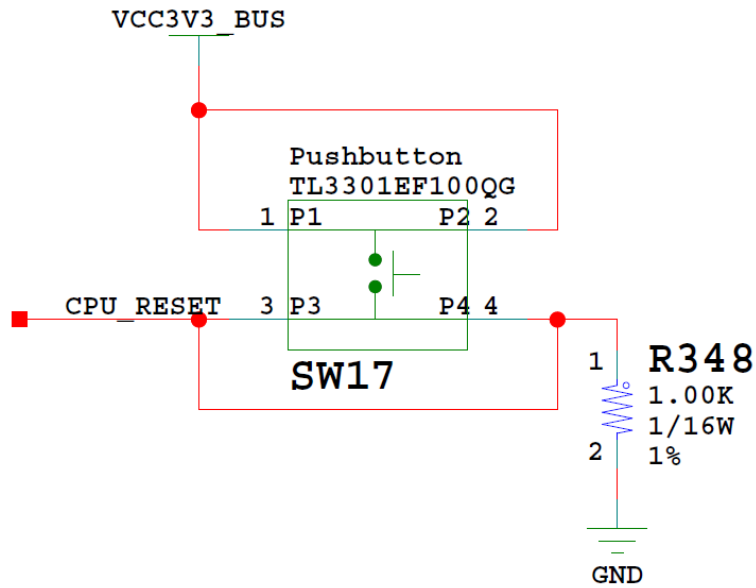 VCC3V3_BUS
Pushbutton
TL3301EF100QG
1 P1 P2 2
CPU_RESET 3 P3 P4 4
SW17
1 R348
1.00K
1/16W
2 1%
GND